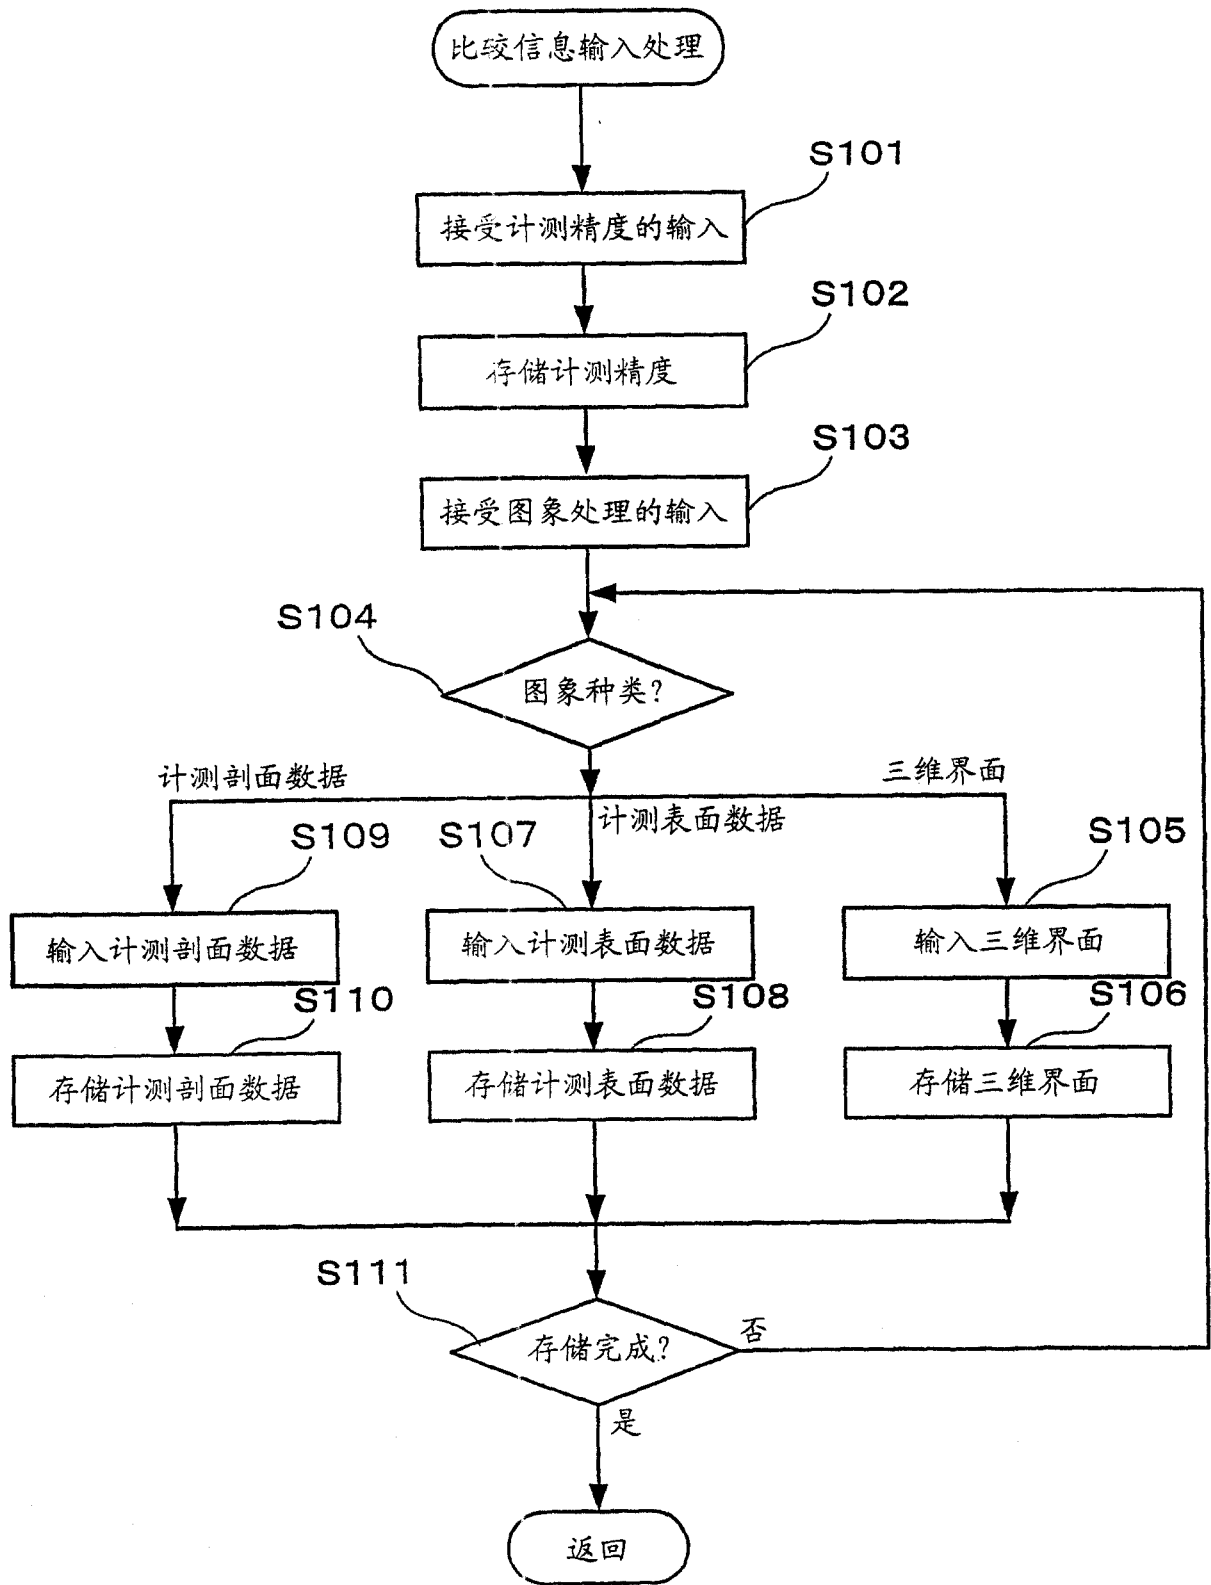 比较信息输入处理
S101
接受计测精度的输入
S102
存储计测精度
S103
接受图象处理的输入
S104
图象种类?
计测剖面数据
计测表面数据
三维界面
S109
S107
S105
输入计测剖面数据
输入计测表面数据
输入三维界面
S110
S108
S106
存储计测剖面数据
存储计测表面数据
存储三维界面
S111
存储完成?
否
是
返回